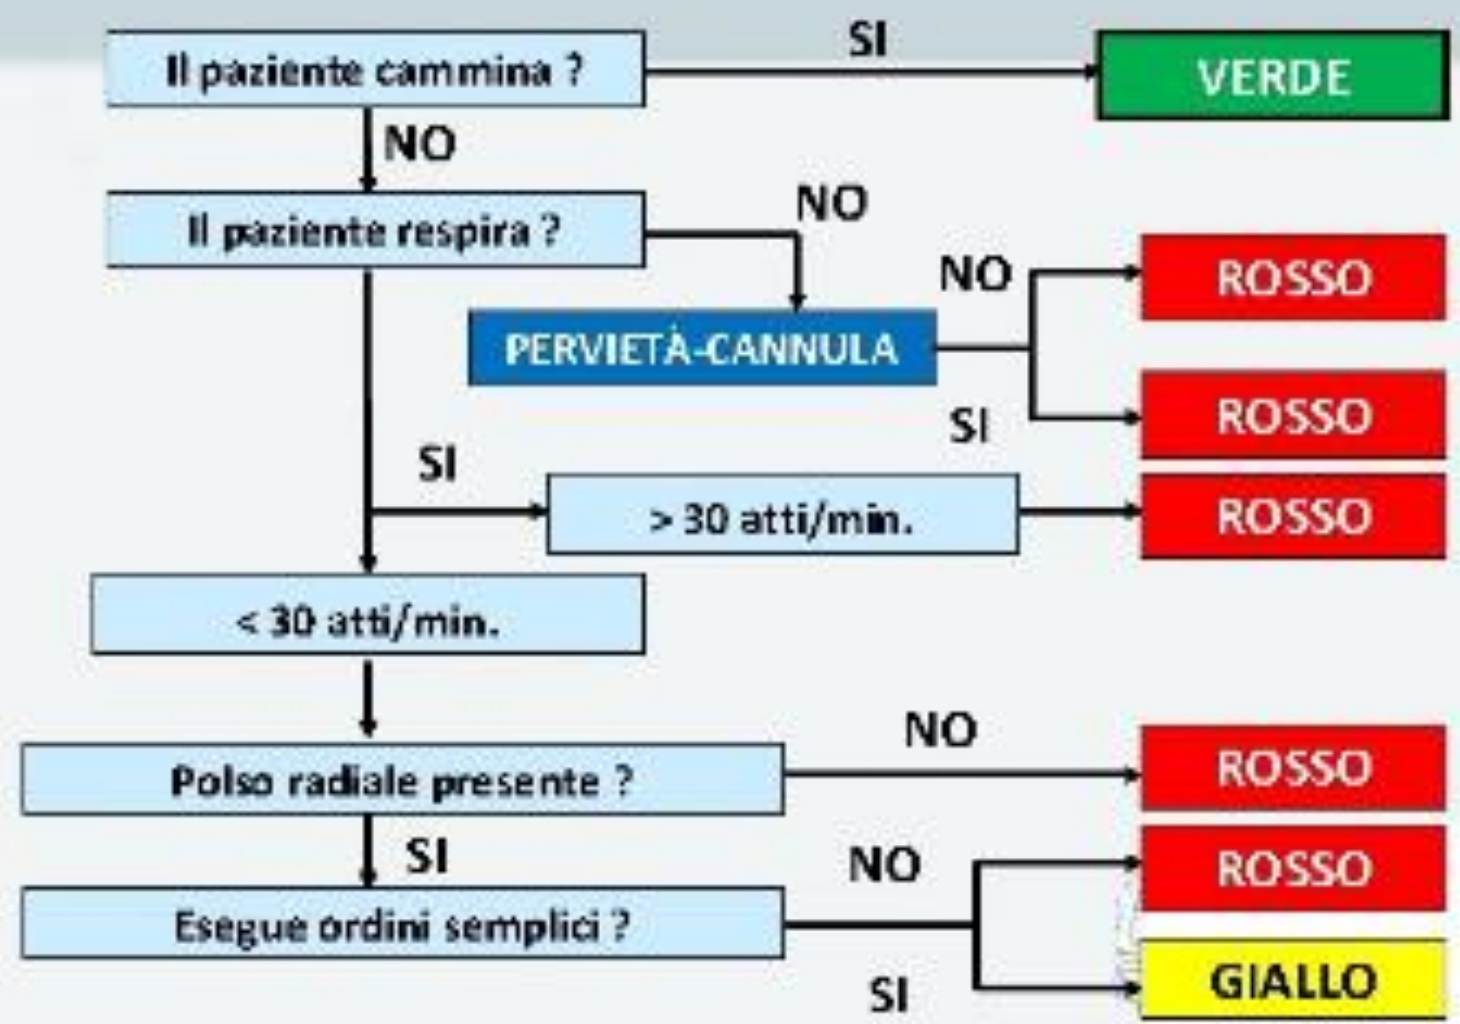 Il paziente cammina ?
SI
VERDE
NO
Il paziente respira ?
NO
PERVIETÀ-CANNULA
NO
ROSSO
SI
ROSSO
SI
> 30 atti/min.
ROSSO
< 30 atti/min.
Polso radiale presente ?
NO
ROSSO
SI
Esegue ordini semplici ?
NO
ROSSO
SI
GIALLO